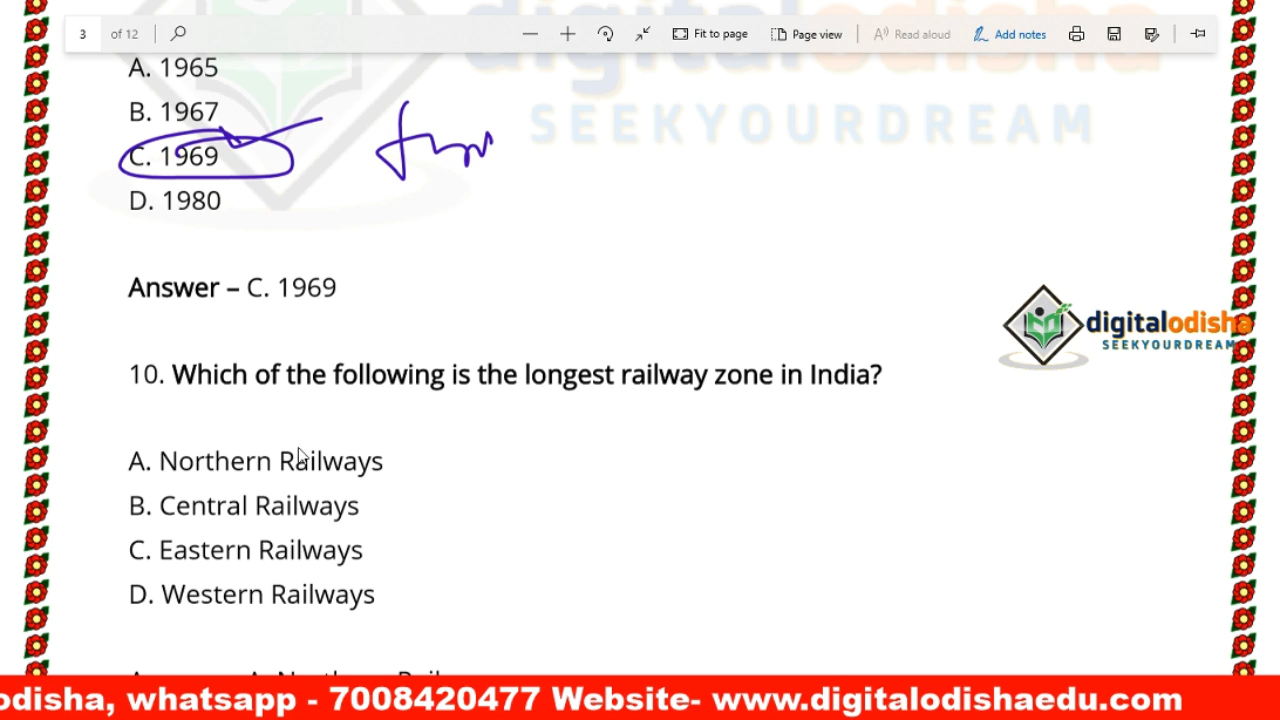 3 of 12 Fit to page Page view Read aloud Add notes
digitalodisha
SEEKYOURDREAM
A. 1965
B. 1967
C. 1969
D. 1980
Answer – C. 1969
digitalodisha
SEEKYOURDREAM
10. Which of the following is the longest railway zone in India?
A. Northern Railways
B. Central Railways
C. Eastern Railways
D. Western Railways
odisha, whatsapp - 7008420477 Website- www.digitalodishaedu.com